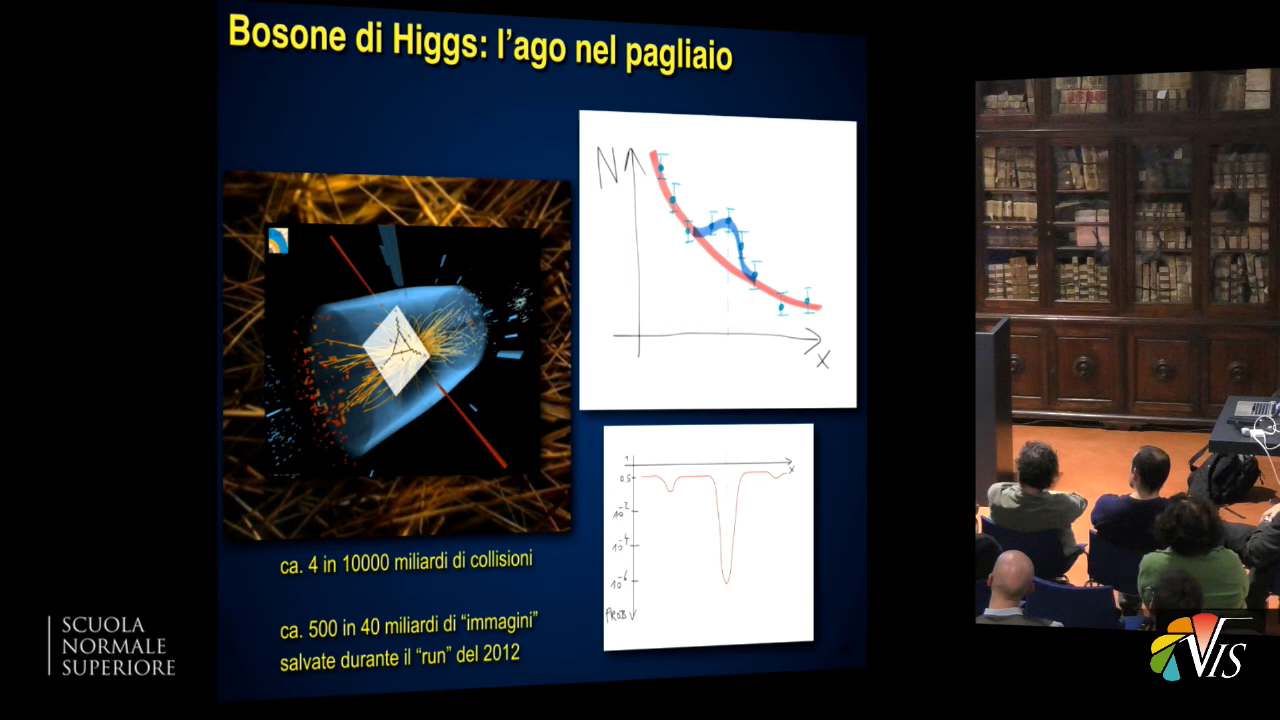 Bosone di Higgs: l’ago nel pagliaio
N
x
1
x
0.5
10-2
10-4
10-6
PROB
ca. 4 in 10000 miliardi di collisioni
ca. 500 in 40 miliardi di “immagini”
salvate durante il “run” del 2012
SCUOLA
NORMALE
SUPERIORE
VIS